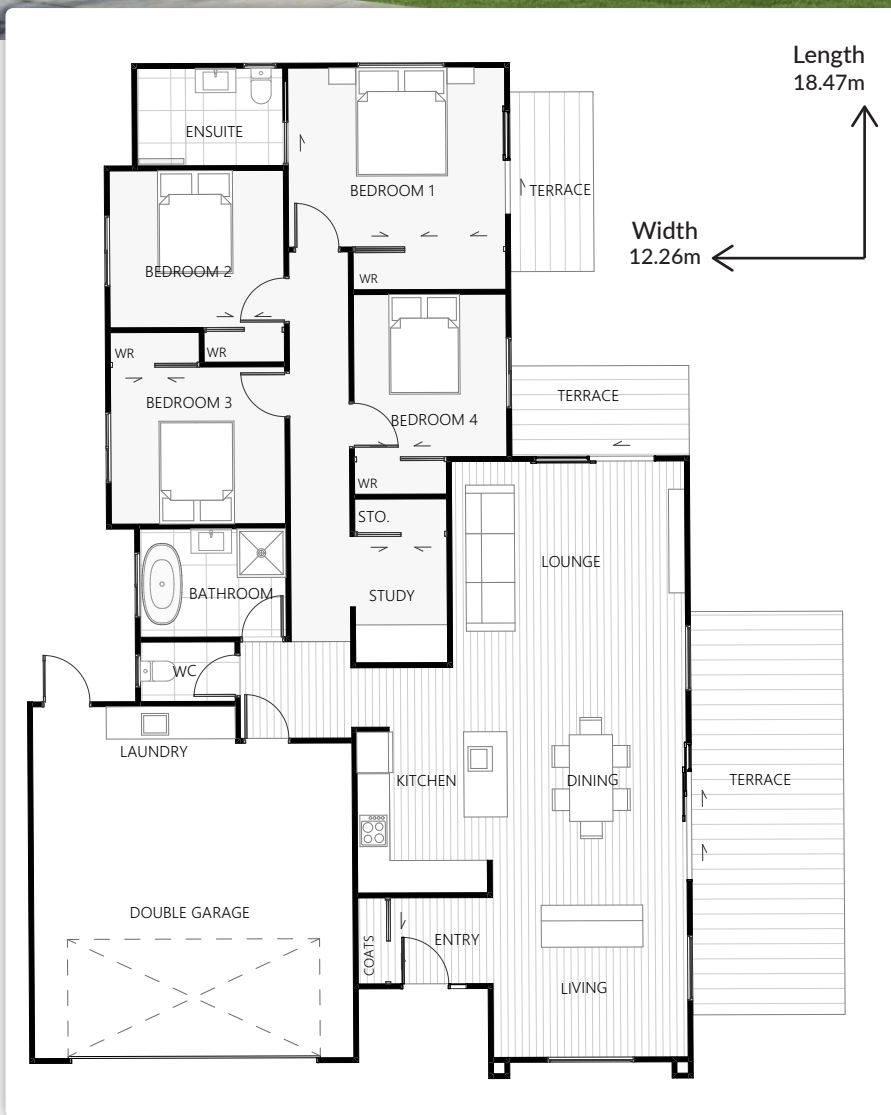 Length
18.47m
ENSUITE
BEDROOM 1
TERRACE
Width
12.26m
BEDROOM 2
WR
WR
WR
BEDROOM 3
TERRACE
BEDROOM 4
WR
STO.
LOUNGE
BATHROOM
STUDY
WC
LAUNDRY
KITCHEN
DINING
TERRACE
DOUBLE GARAGE
COATS
ENTRY
LIVING